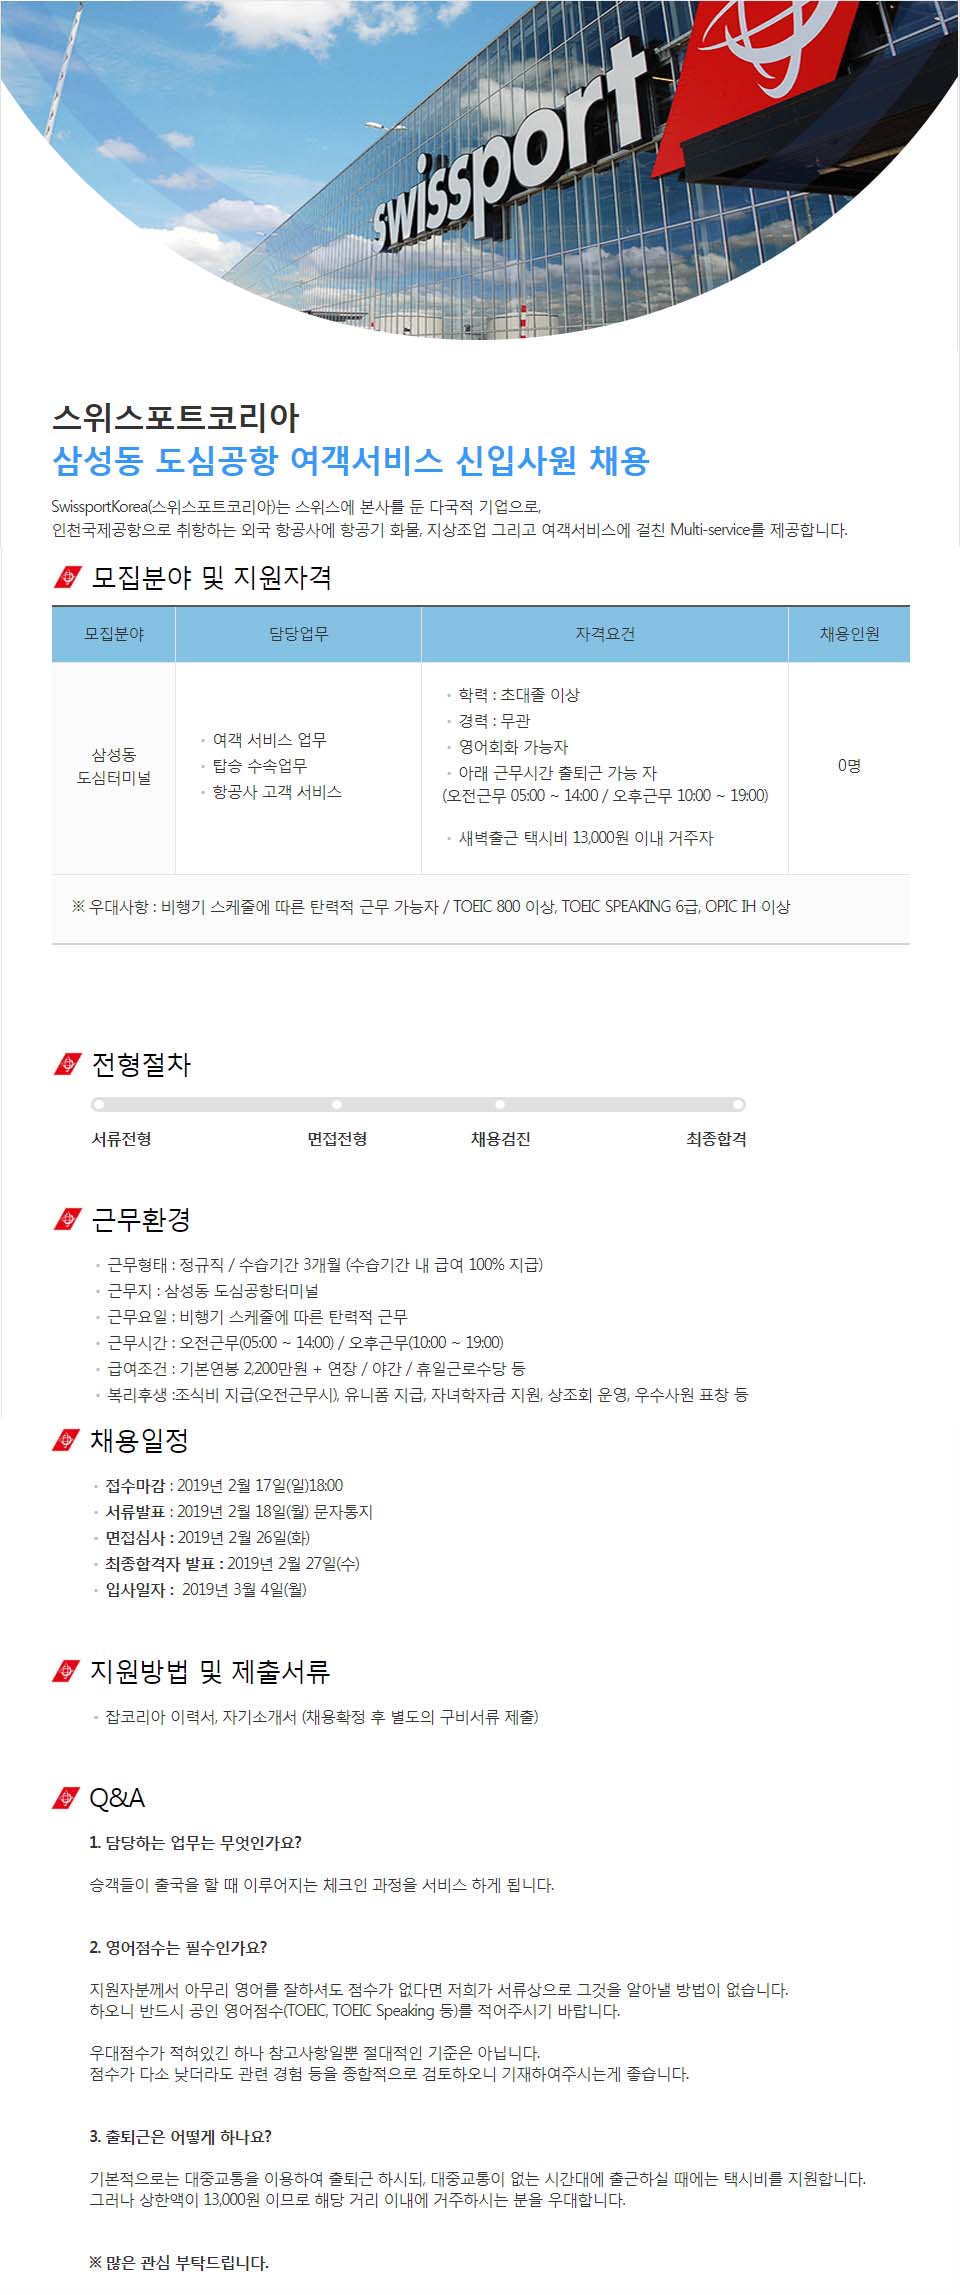 swissport
스위스포트코리아
삼성동 도심공항 여객서비스 신입사원 채용
SwissportKorea(스위스포트코리아)는 스위스에 본사를 둔 다국적 기업으로,
인천국제공항으로 취항하는 외국 항공사에 항공기 화물, 지상조업 그리고 여객서비스에 걸친 Multi-service를 제공합니다.
모집분야 및 지원자격
모집분야 담당업무 자격요건 채용인원
삼성동
도심터미널
· 여객 서비스 업무
· 탑승 수속업무
· 항공사 고객 서비스
· 학력 : 초대졸 이상
· 경력 : 무관
· 영어회화 가능자
· 아래 근무시간 출퇴근 가능 자
(오전근무 05:00 ~ 14:00 / 오후근무 10:00 ~ 19:00)
· 새벽출근 택시비 13,000원 이내 거주자
0명
※ 우대사항 : 비행기 스케줄에 따른 탄력적 근무 가능자 / TOEIC 800 이상, TOEIC SPEAKING 6급, OPIC IH 이상
전형절차
서류전형 면접전형 채용검진 최종합격
근무환경
· 근무형태 : 정규직 / 수습기간 3개월 (수습기간 내 급여 100% 지급)
· 근무지 : 삼성동 도심공항터미널
· 근무요일 : 비행기 스케줄에 따른 탄력적 근무
· 근무시간 : 오전근무(05:00 ~ 14:00) / 오후근무(10:00 ~ 19:00)
· 급여조건 : 기본연봉 2,200만원 + 연장 / 야간 / 휴일근로수당 등
· 복리후생 :조식비 지급(오전근무시), 유니폼 지급, 자녀학자금 지원, 상조회 운영, 우수사원 표창 등
채용일정
· 접수마감 : 2019년 2월 17일(일)18:00
· 서류발표 : 2019년 2월 18일(월) 문자통지
· 면접심사 : 2019년 2월 26일(화)
· 최종합격자 발표 : 2019년 2월 27일(수)
· 입사일자 : 2019년 3월 4일(월)
지원방법 및 제출서류
· 잡코리아 이력서, 자기소개서 (채용확정 후 별도의 구비서류 제출)
Q&A
1. 담당하는 업무는 무엇인가요?
승객들이 출국을 할 때 이루어지는 체크인 과정을 서비스 하게 됩니다.
2. 영어점수는 필수인가요?
지원자분께서 아무리 영어를 잘하셔도 점수가 없다면 저희가 서류상으로 그것을 알아낼 방법이 없습니다.
하오니 반드시 공인 영어점수(TOEIC, TOEIC Speaking 등)를 적어주시기 바랍니다.
우대점수가 적혀있긴 하나 참고사항일뿐 절대적인 기준은 아닙니다.
점수가 다소 낮더라도 관련 경험 등을 종합적으로 검토하오니 기재하여주시는게 좋습니다.
3. 출퇴근은 어떻게 하나요?
기본적으로는 대중교통을 이용하여 출퇴근 하시되, 대중교통이 없는 시간대에 출근하실 때에는 택시비를 지원합니다.
그러나 상한액이 13,000원 이므로 해당 거리 이내에 거주하시는 분을 우대합니다.
※ 많은 관심 부탁드립니다.